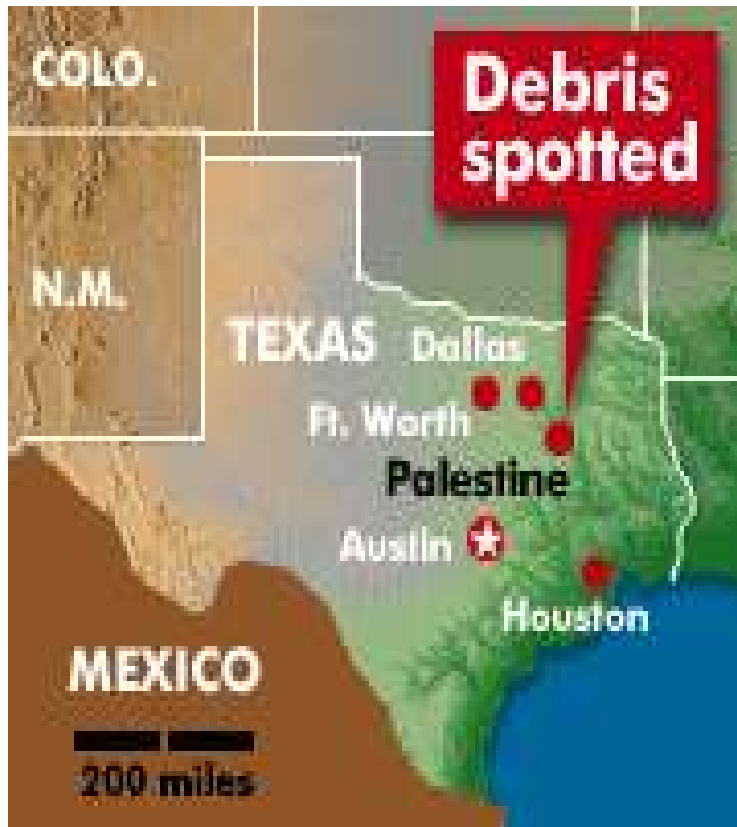 COLO.
Debris
spotted
N.M.
TEXAS
Dallas
Ft. Worth
Palestine
Austin
Houston
MEXICO
200 miles